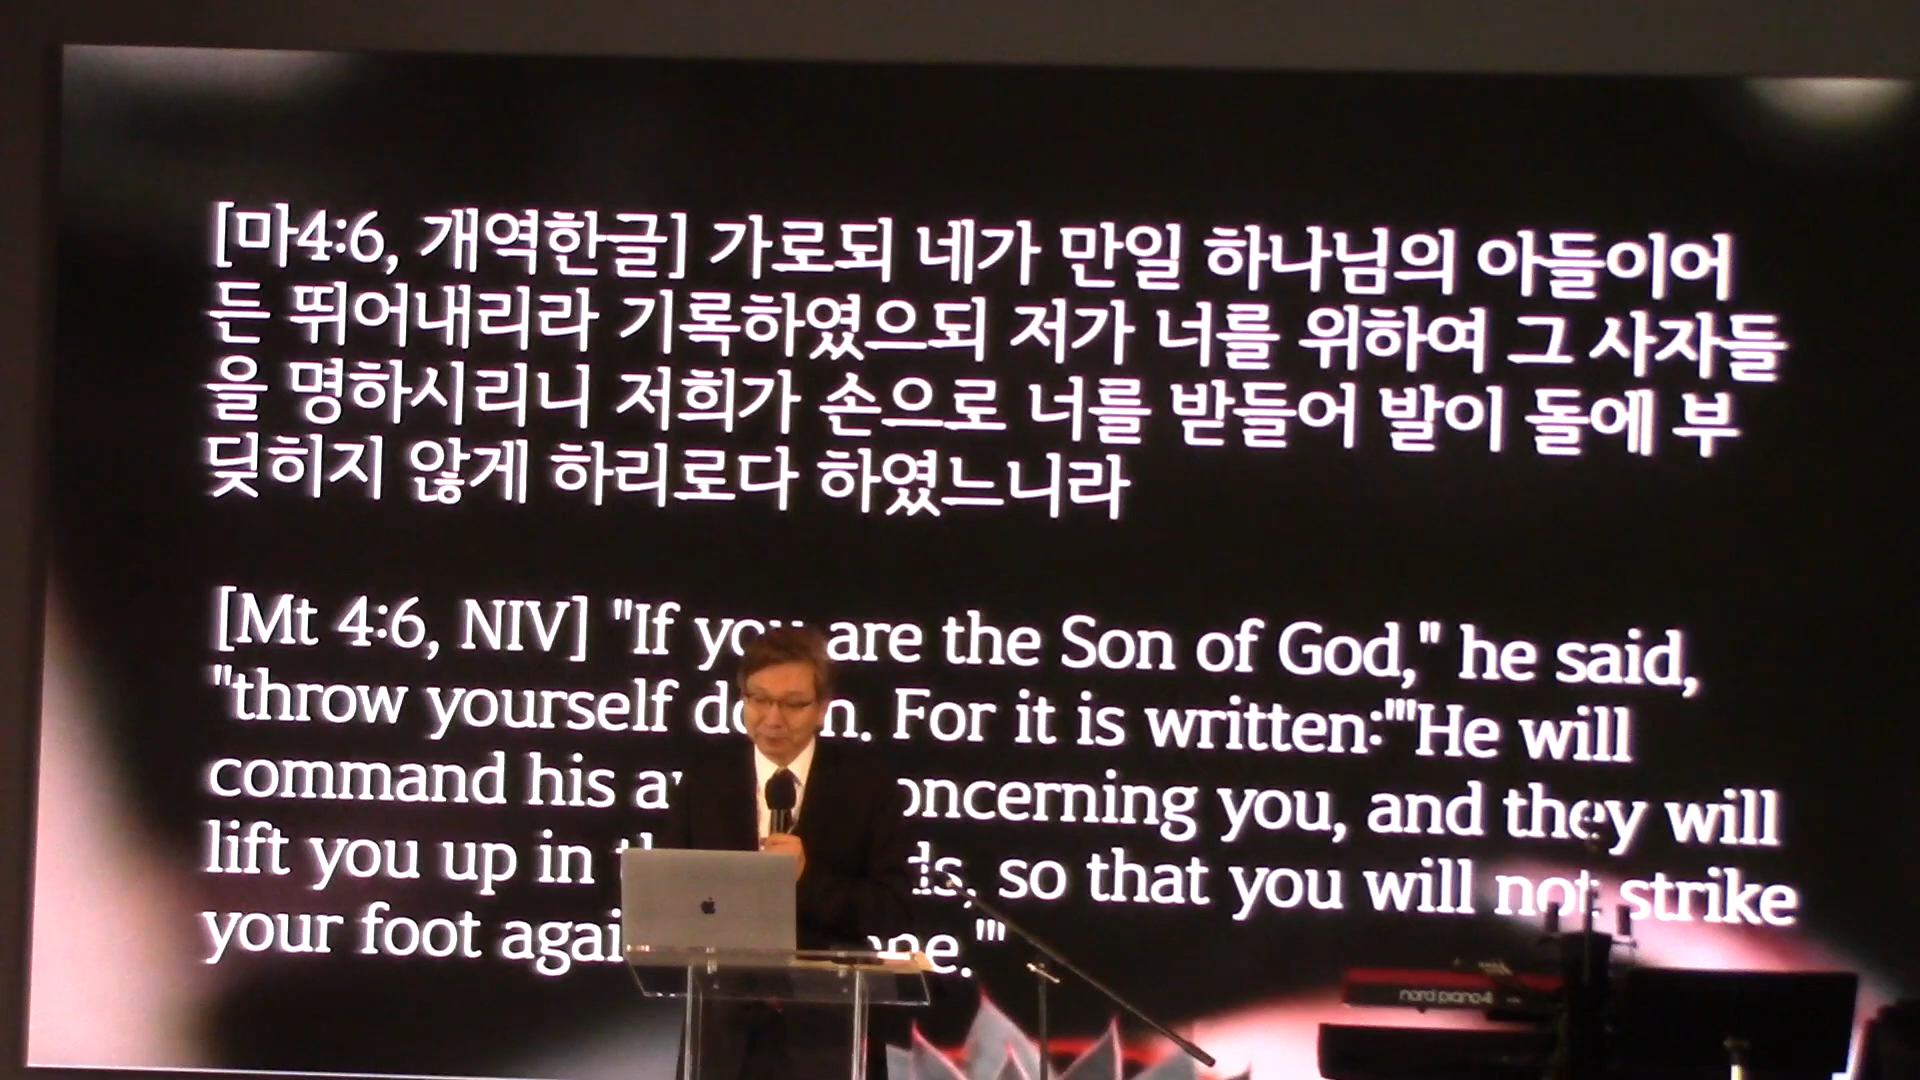 [마4:6, 개역한글] 가로되 네가 만일 하나님의 아들이어
든 뛰어내리라 기록하였으되 저가 너를 위하여 그 사자들
을 명하시리니 저희가 손으로 너를 받들어 발이 돌에 부
딪히지 않게 하리로다 하였느니라
[Mt 4:6, NIV] "If you are the Son of God," he said,
"throw yourself down. For it is written:"'He will
command his concerning you, and they will
lift you up in so that you will not strike
your foot
nord piano 4